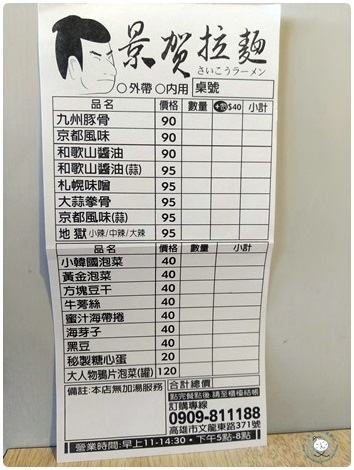 景賀拉麵
さいこうラーメン
○外帶 ○內用 桌號
品名 價格 數量 $40 小計
九州豚骨 90
京都風味 90
和歌山醬油 90
和歌山醬油(蒜) 95
札幌味噌 95
大蒜拳骨 95
京都風味(蒜) 95
地獄 小辣/中辣/大辣 95
品名 價格 數量 小計
小韓國泡菜 40
黃金泡菜 40
方塊豆干 40
牛蒡絲 40
蜜汁海帶捲 40
海芽子 40
黑豆 40
秘製糖心蛋 20
大人物鴉片泡菜(罐) 120
備註:本店無加湯服務
合計總價
點完餐點後,請至櫃檯結帳
訂購專線
0909-811188
高雄市文龍東路371號
營業時間:早上11-14:30・下午5點-8點